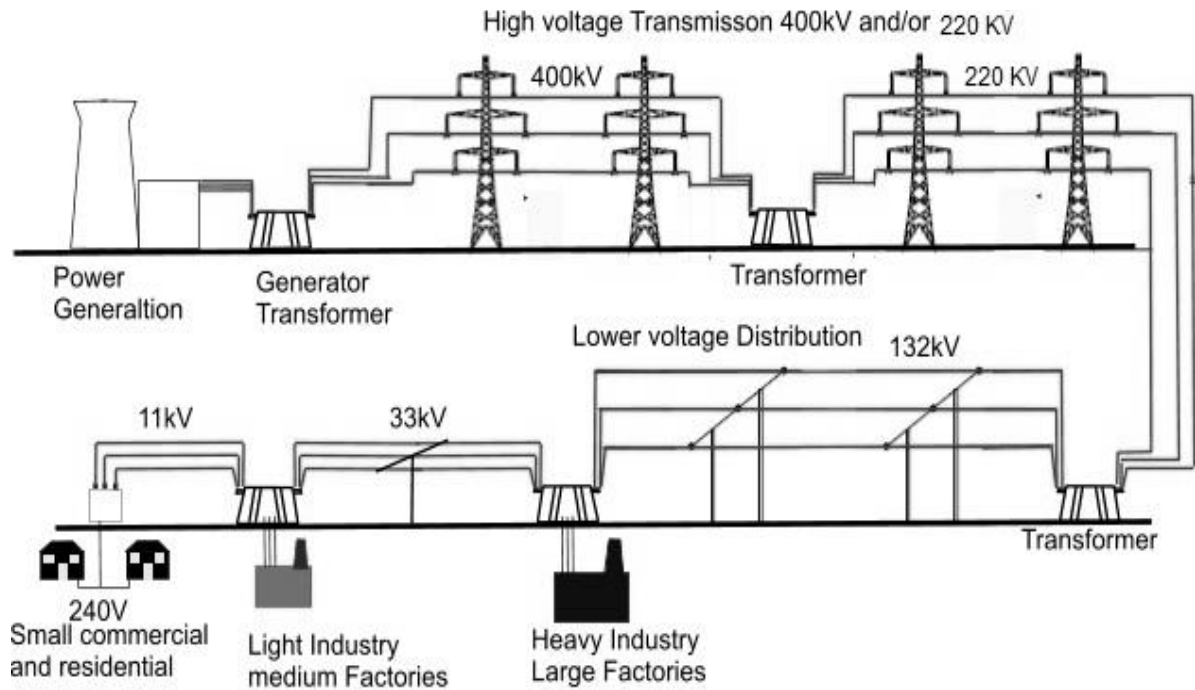 High voltage Transmisson 400kV and/or 220 KV
400kV
220 KV
Power
Generaltion
Generator
Transformer
Transformer
Lower voltage Distribution
132kV
11kV
33kV
Transformer
240V
Small commercial
and residential
Light Industry
medium Factories
Heavy Industry
Large Factories